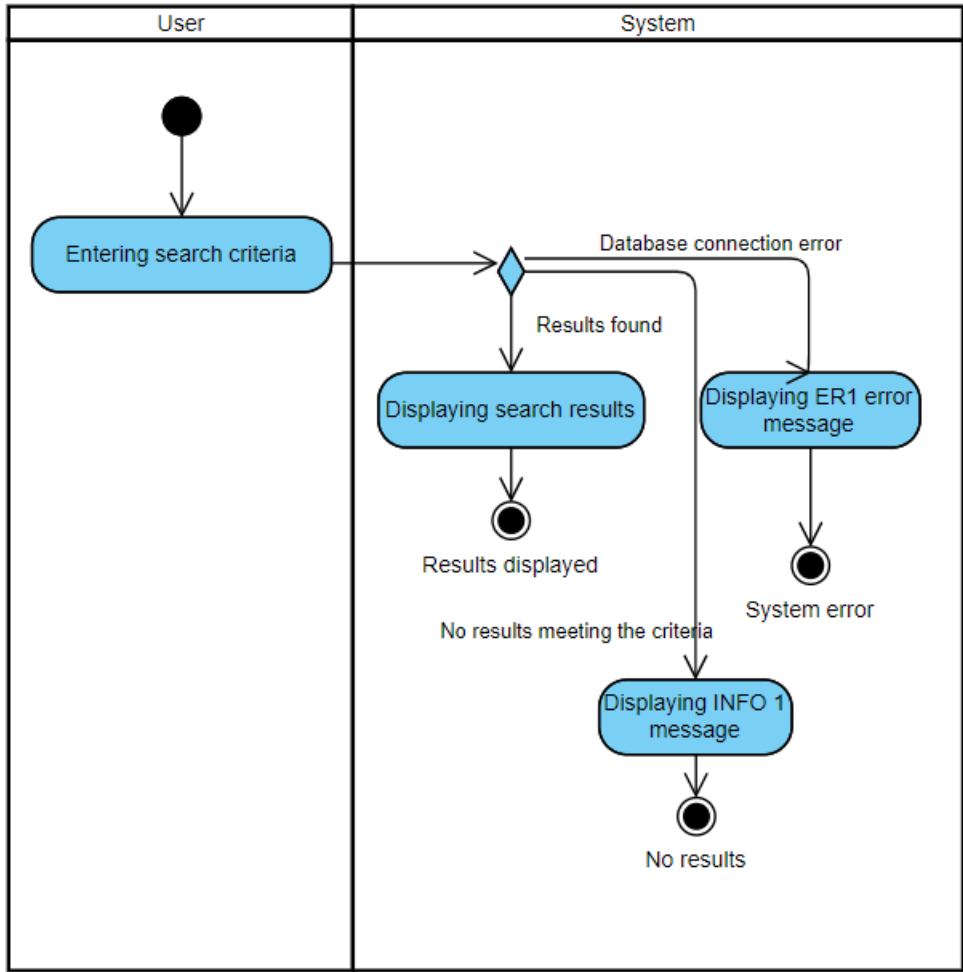 User
System
Entering search criteria
Database connection error
Results found
Displaying search results
Displaying ER1 error
message
Results displayed
System error
No results meeting the criteria
Displaying INFO 1
message
No results